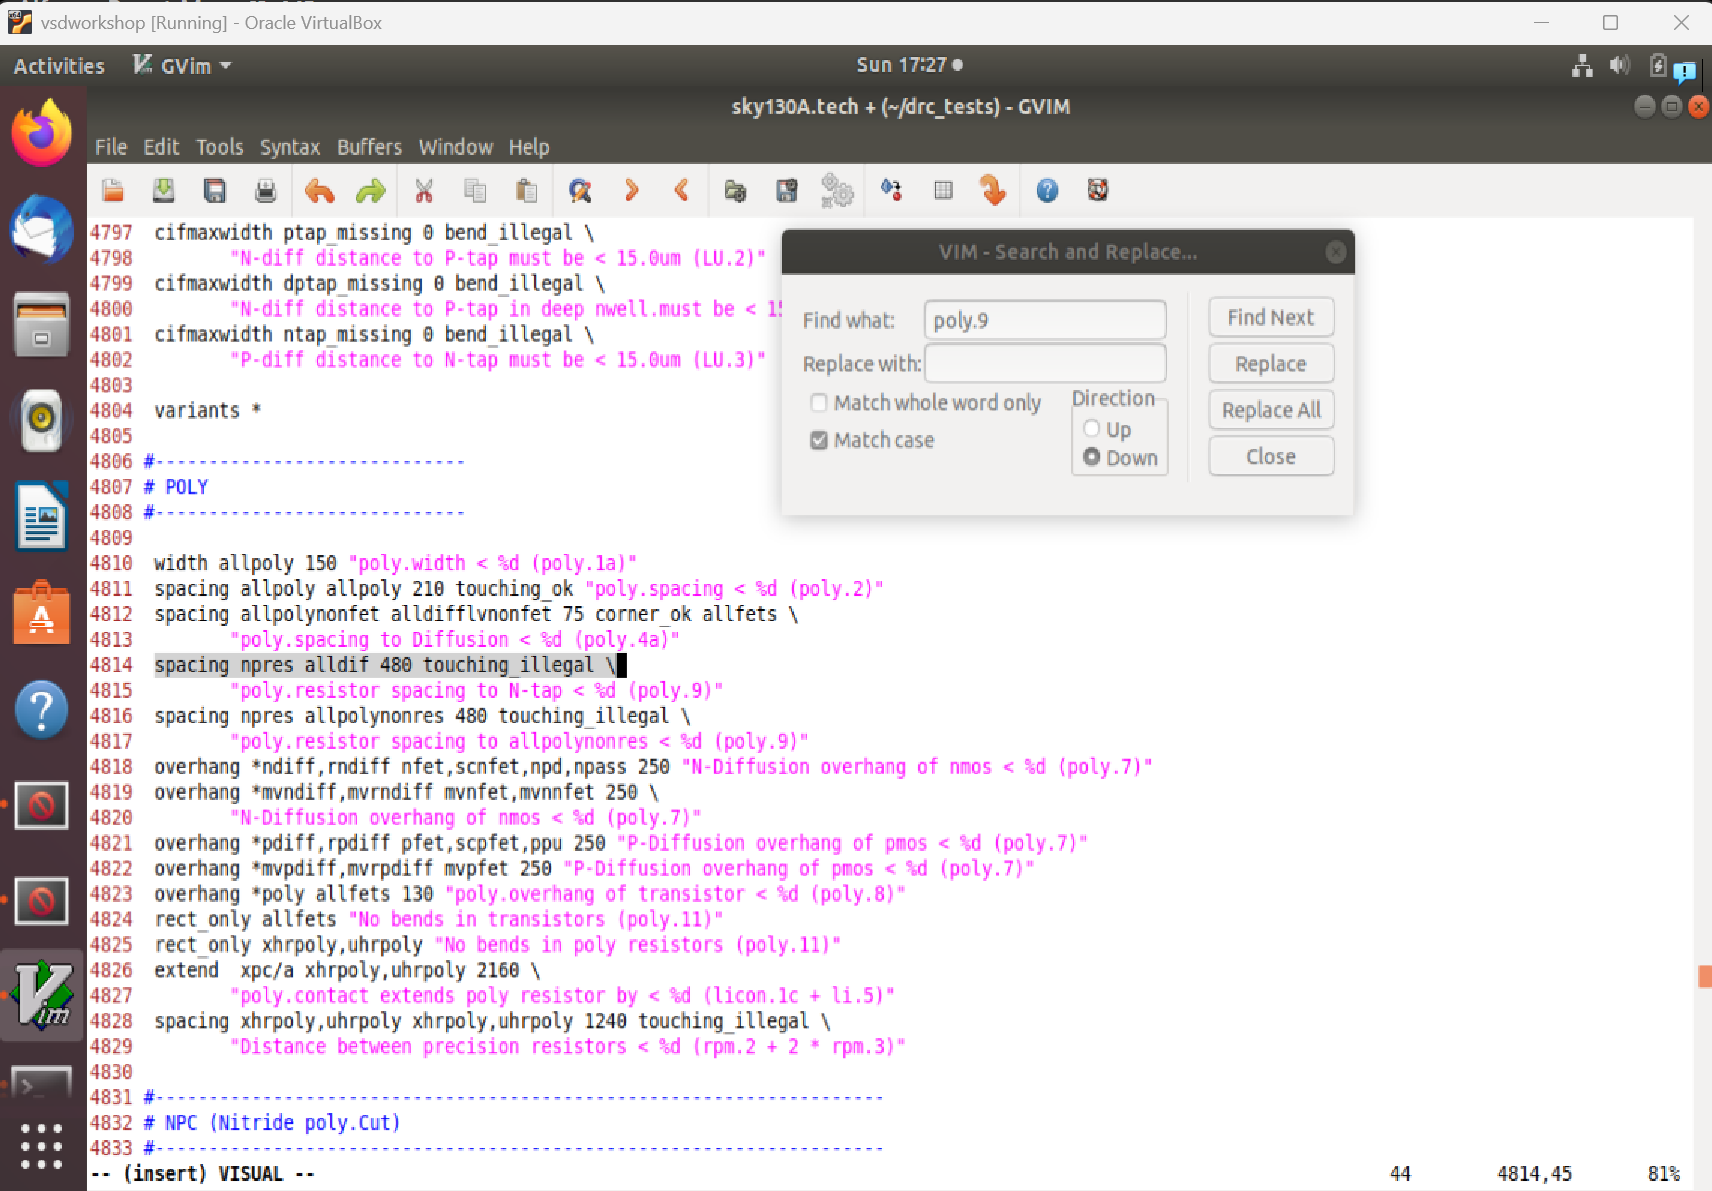 vsdworkshop [Running] - Oracle VirtualBox
Activities GVim Sun 17:27
sky130A.tech + (~/drc_tests) - GVIM
File Edit Tools Syntax Buffers Window Help
4797 cifmaxwidth ptap_missing 0 bend_illegal \
4798 "N-diff distance to P-tap must be < 15.0um (LU.2)"
4799 cifmaxwidth dptap_missing 0 bend_illegal \
4800 "N-diff distance to P-tap in deep nwell.must be < 15
4801 cifmaxwidth ntap_missing 0 bend_illegal \
4802 "P-diff distance to N-tap must be < 15.0um (LU.3)"
4803
4804 variants *
4805
4806 #-----------------------------
4807 # POLY
4808 #-----------------------------
4809
4810 width allpoly 150 "poly.width < %d (poly.1a)"
4811 spacing allpoly allpoly 210 touching_ok "poly.spacing < %d (poly.2)"
4812 spacing allpolynonfet alldifflvnonfet 75 corner_ok allfets \
4813 "poly.spacing to Diffusion < %d (poly.4a)"
4814 spacing npres alldif 480 touching_illegal \
4815 "poly.resistor spacing to N-tap < %d (poly.9)"
4816 spacing npres allpolynonres 480 touching_illegal \
4817 "poly.resistor spacing to allpolynonres < %d (poly.9)"
4818 overhang *ndiff,rndiff nfet,scnfet,npd,npass 250 "N-Diffusion overhang of nmos < %d (poly.7)"
4819 overhang *mvndiff,mvrndiff mvnfet,mvnnfet 250 \
4820 "N-Diffusion overhang of nmos < %d (poly.7)"
4821 overhang *pdiff,rpdiff pfet,scpfet,ppu 250 "P-Diffusion overhang of pmos < %d (poly.7)"
4822 overhang *mvpdiff,mvrpdiff mvpfet 250 "P-Diffusion overhang of pmos < %d (poly.7)"
4823 overhang *poly allfets 130 "poly.overhang of transistor < %d (poly.8)"
4824 rect_only allfets "No bends in transistors (poly.11)"
4825 rect_only xhrpoly,uhrpoly "No bends in poly resistors (poly.11)"
4826 extend xpc/a xhrpoly,uhrpoly 2160 \
4827 "poly.contact extends poly resistor by < %d (licon.1c + li.5)"
4828 spacing xhrpoly,uhrpoly xhrpoly,uhrpoly 1240 touching_illegal \
4829 "Distance between precision resistors < %d (rpm.2 + 2 * rpm.3)"
4830
4831 #--------------------------------------------------------------------
4832 # NPC (Nitride poly.Cut)
4833 #--------------------------------------------------------------------
-- (insert) VISUAL -- 44 4814,45 81%
VIM - Search and Replace...
Find what: poly.9 Find Next
Replace with: Replace
Match whole word only Direction Replace All
Up
Match case Down Close